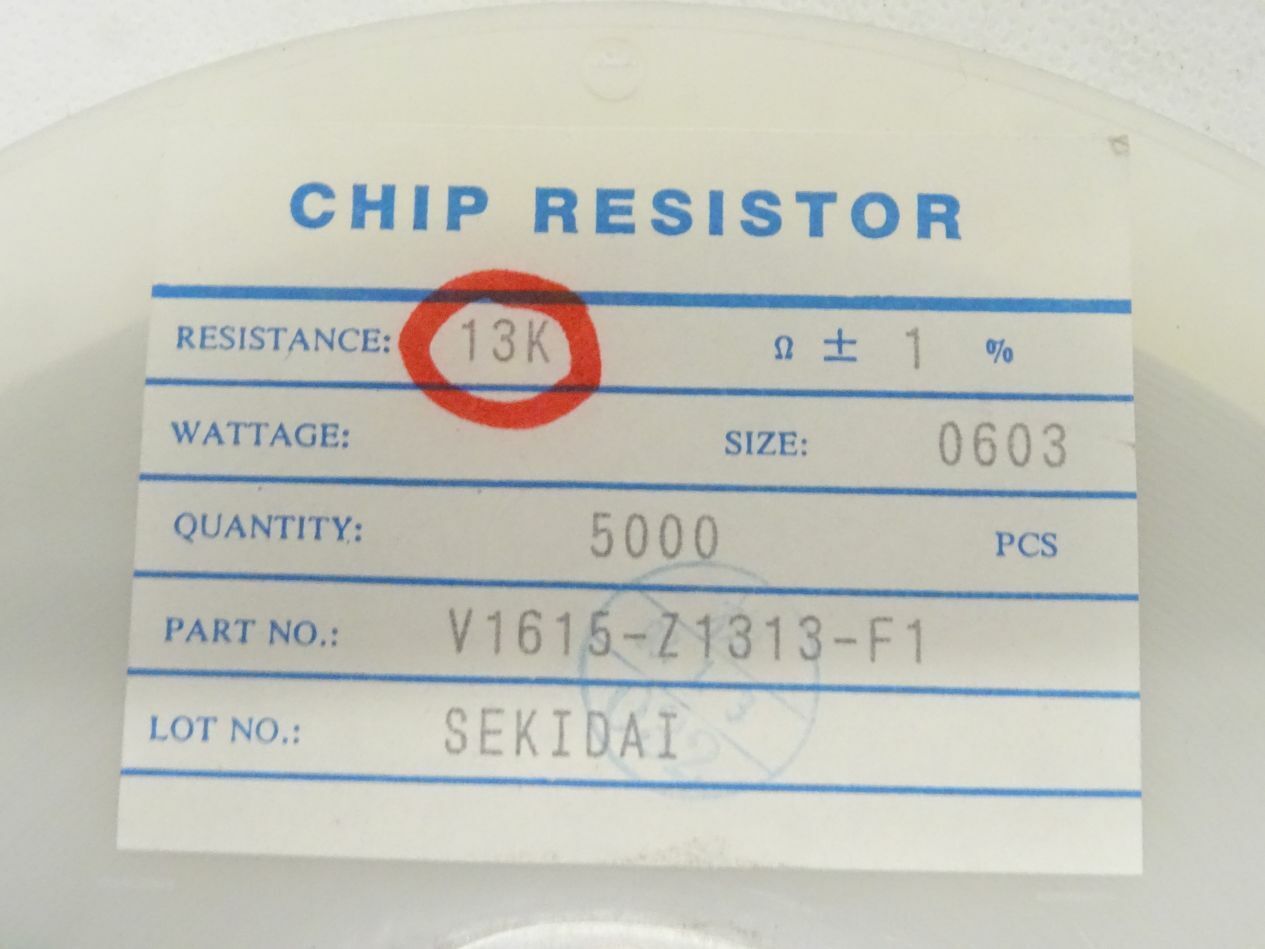 CHIP RESISTOR
RESISTANCE: 13K Ω ± 1 %
WATTAGE: SIZE: 0603
QUANTITY: 5000 PCS
PART NO.: V1615-Z1313-F1
LOT NO.: SEKIDAI